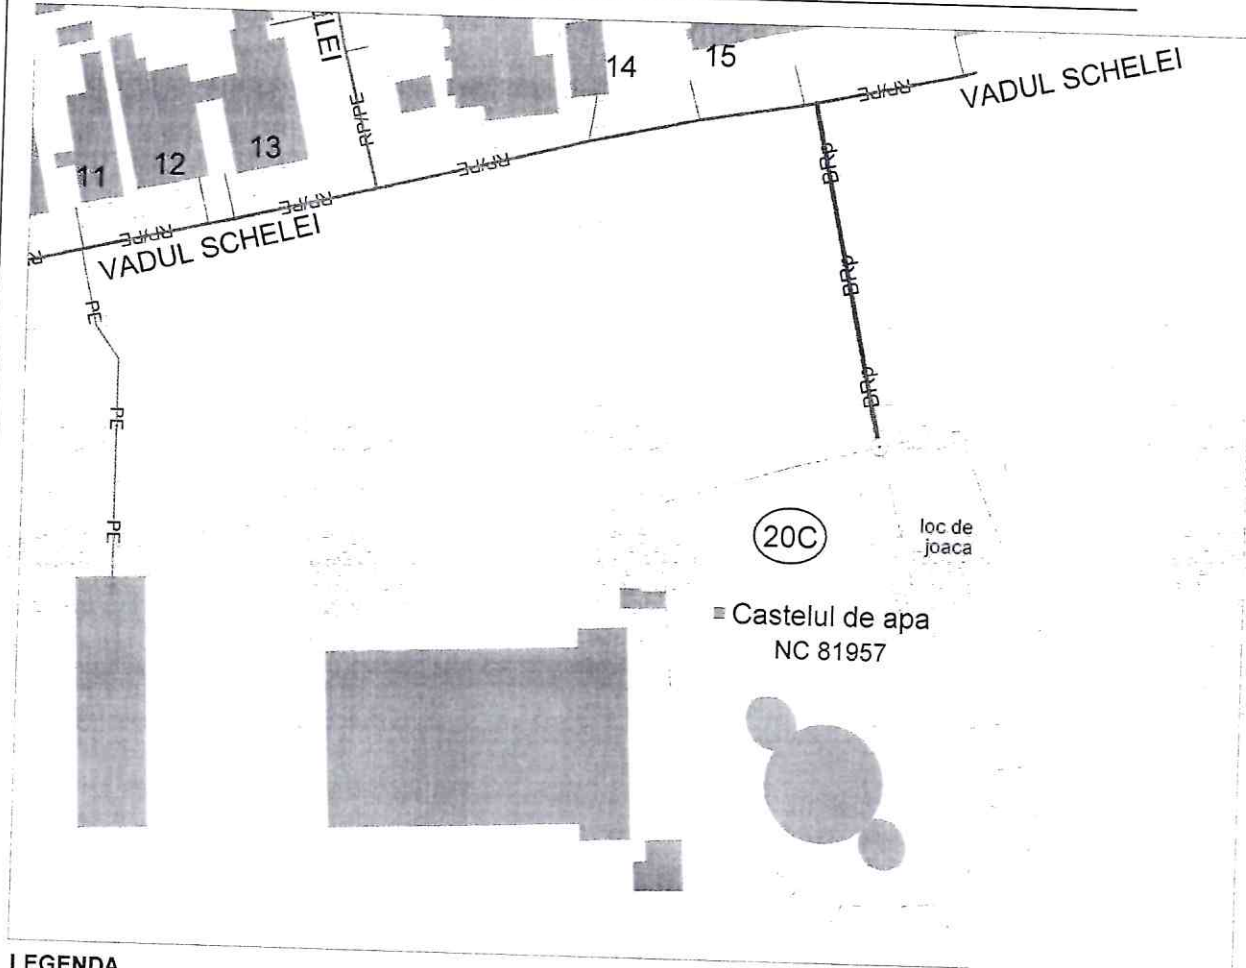 LEI
14
15
VADUL SCHELEI
RP/PE
RP/PE
11
12
13
RP/PE
RP/PE
RP/PE
VADUL SCHELEI
BRp
BRp
BRp
PE
PE
PE
20C
loc de
joaca
Castelul de apa
NC 81957
LEGENDA